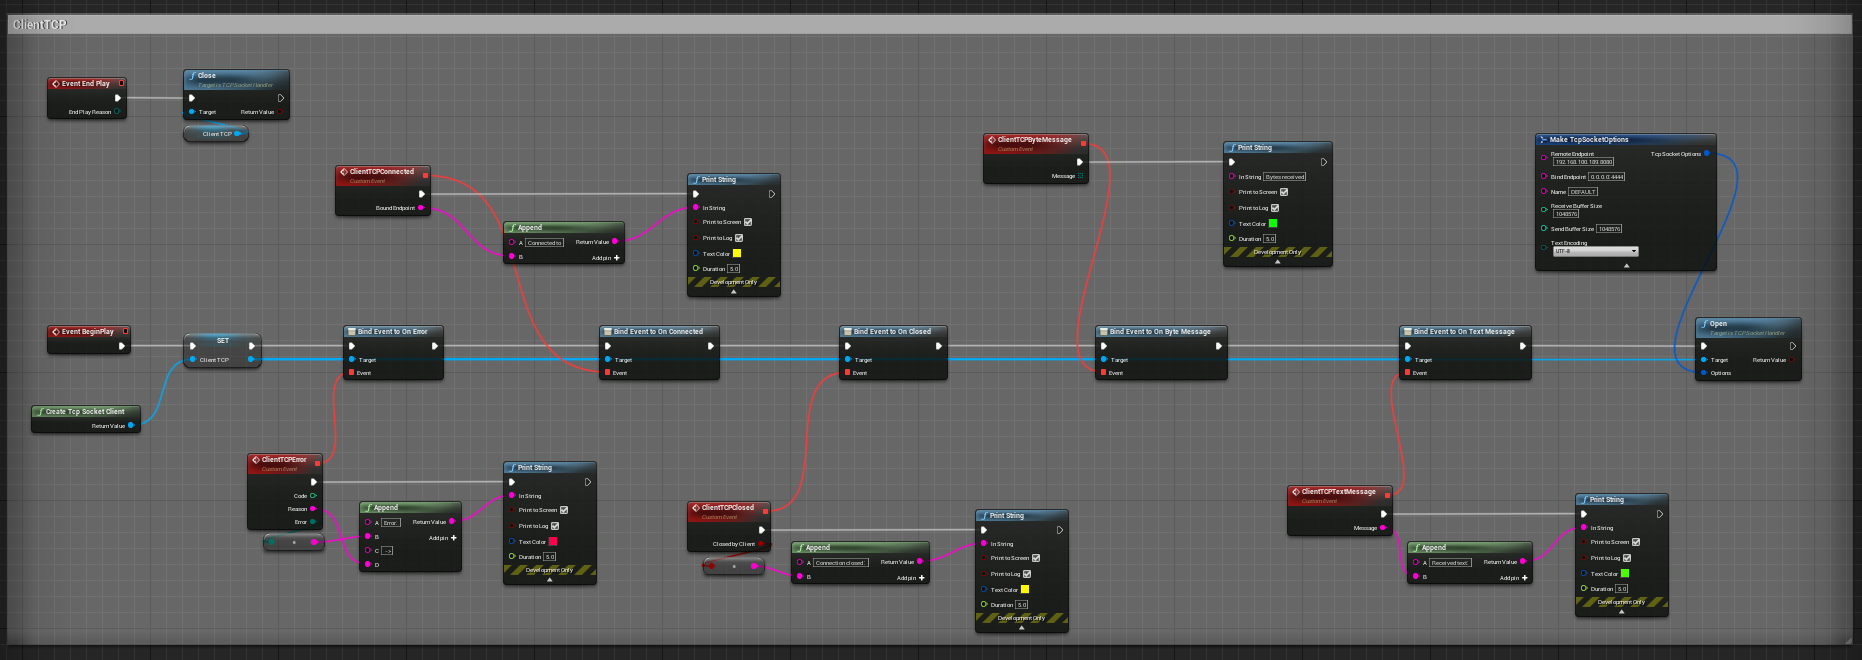 ClientTCP
Event End Play
End Play Reason
Close
Target is TCP Socket Handler
Target
Return Value
Client TCP
ClientTCPConnected
Custom Event
Bound Endpoint
Append
A Connected to
Return Value
B
Add pin +
Print String
In String
Print to Screen
Print to Log
Text Color
Duration 5.0
Development Only
ClientTCPByteMessage
Custom Event
Message
Print String
In String Bytes received
Print to Screen
Print to Log
Text Color
Duration 5.0
Development Only
Make TcpSocketOptions
Remote Endpoint
192.168.100.189:8080
Tcp Socket Options
Bind Endpoint 0.0.0.0:4444
Name DEFAULT
Receive Buffer Size
1048576
Send Buffer Size 1048576
Text Encoding
UTF-8
Event BeginPlay
SET
Client TCP
Bind Event to On Error
Target
Event
Bind Event to On Connected
Target
Event
Bind Event to On Closed
Target
Event
Bind Event to On Byte Message
Target
Event
Bind Event to On Text Message
Target
Event
Open
Target is TCP Socket Handler
Target
Return Value
Options
Create Tcp Socket Client
Return Value
ClientTCPError
Custom Event
Code
Reason
Error
Append
A Error:
Return Value
B
Add pin +
C ->
D
Print String
In String
Print to Screen
Print to Log
Text Color
Duration 5.0
Development Only
ClientTCPClosed
Custom Event
Closed by Client
Append
A Connection closed:
Return Value
B
Add pin +
Print String
In String
Print to Screen
Print to Log
Text Color
Duration 5.0
Development Only
ClientTCPTextMessage
Custom Event
Message
Append
A Received text:
Return Value
B
Add pin +
Print String
In String
Print to Screen
Print to Log
Text Color
Duration 5.0
Development Only